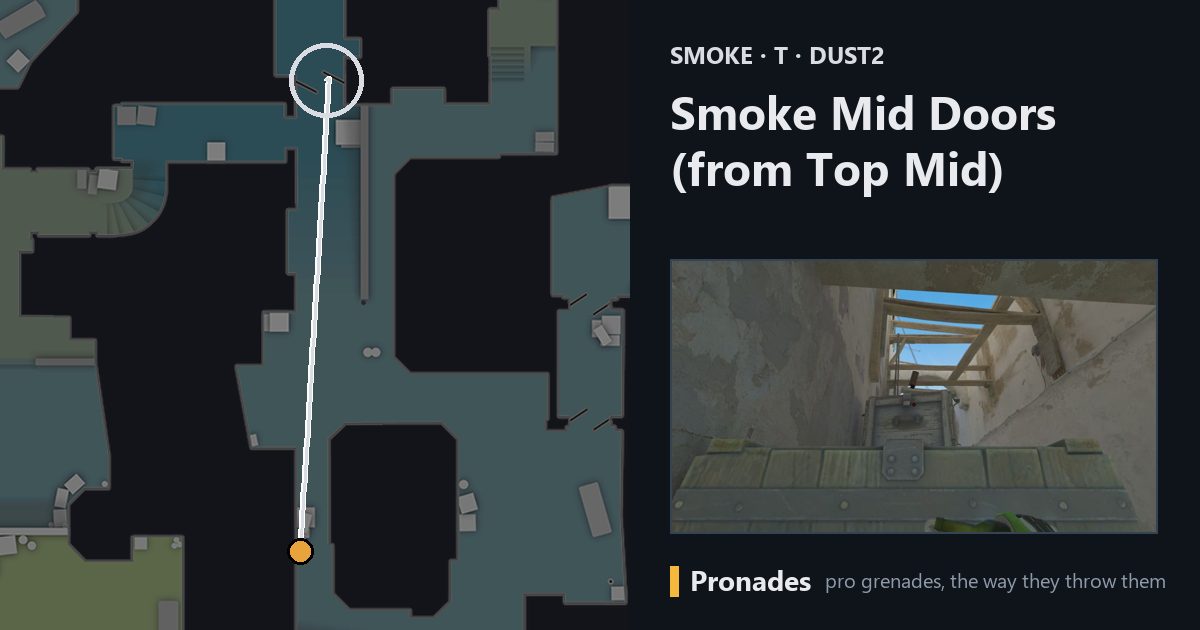 SMOKE · T · DUST2
Smoke Mid Doors
(from Top Mid)
Pronades pro grenades, the way they throw them